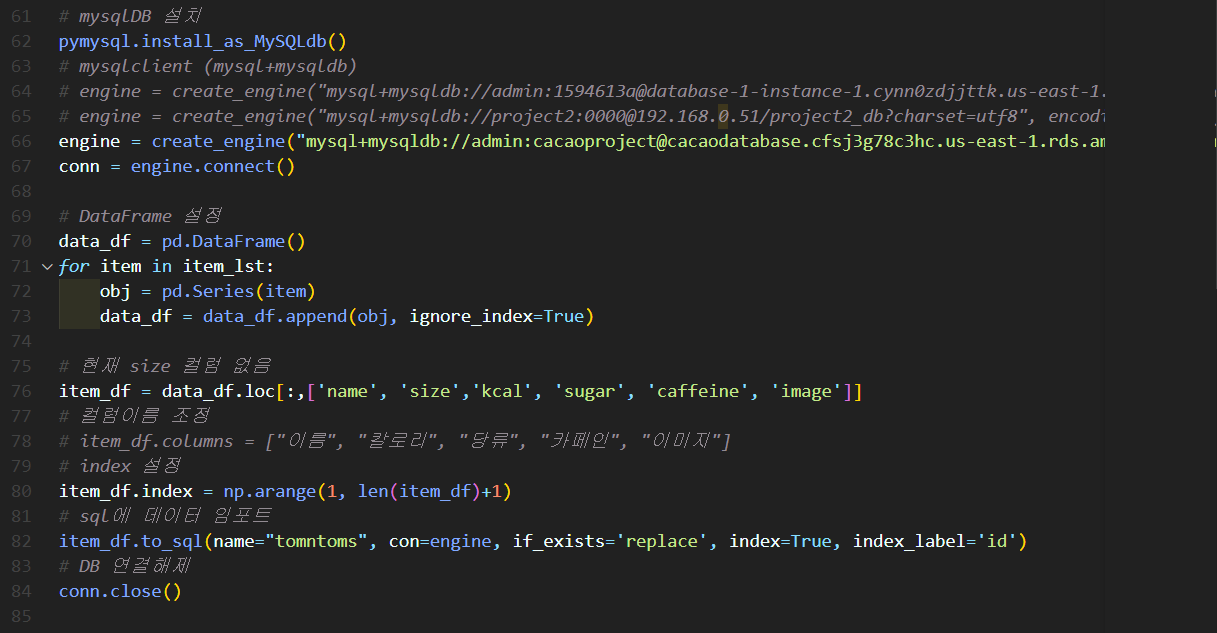 61 # mysqlDB 설치
62 pymysql.install_as_MySQLdb()
63 # mysqlclient (mysql+mysqldb)
64 # engine = create_engine("mysql+mysqldb://admin:1594613a@database-1-instance-1.cynn0zdjjttk.us-east-1.
65 # engine = create_engine("mysql+mysqldb://project2:0000@192.168.0.51/project2_db?charset=utf8", encodi
66 engine = create_engine("mysql+mysqldb://admin:cacaoproject@cacaodatabase.cfsj3g78c3hc.us-east-1.rds.am
67 conn = engine.connect()
68
69 # DataFrame 설정
70 data_df = pd.DataFrame()
71 for item in item_lst:
72 obj = pd.Series(item)
73 data_df = data_df.append(obj, ignore_index=True)
74
75 # 현재 size 컬럼 없음
76 item_df = data_df.loc[:,['name', 'size','kcal', 'sugar', 'caffeine', 'image']]
77 # 컬럼이름 조정
78 # item_df.columns = ["이름", "칼로리", "당류", "카페인", "이미지"]
79 # index 설정
80 item_df.index = np.arange(1, len(item_df)+1)
81 # sql에 데이터 임포트
82 item_df.to_sql(name="tomntoms", con=engine, if_exists='replace', index=True, index_label='id')
83 # DB 연결해제
84 conn.close()
85